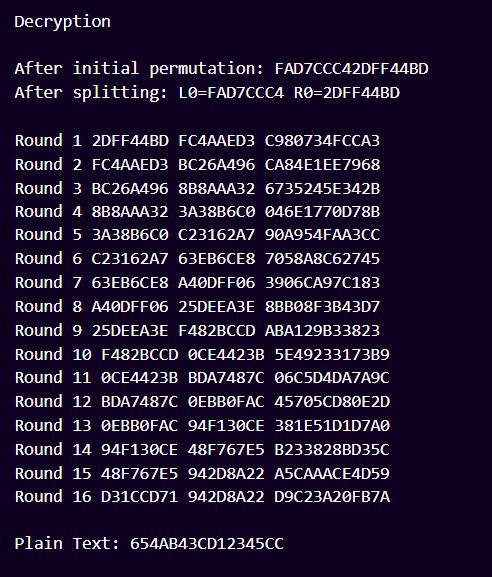 Decryption
After initial permutation: FAD7CCC42DFF44BD
After splitting: L0=FAD7CCC4 R0=2DFF44BD
Round 1 2DFF44BD FC4AAED3 C980734FCCA3
Round 2 FC4AAED3 BC26A496 CA84E1EE7968
Round 3 BC26A496 8B8AAA32 6735245E342B
Round 4 8B8AAA32 3A38B6C0 046E1770D78B
Round 5 3A38B6C0 C23162A7 90A954FAA3CC
Round 6 C23162A7 63EB6CE8 7058A8C62745
Round 7 63EB6CE8 A40DFF06 3906CA97C183
Round 8 A40DFF06 25DEEA3E 8BB08F3B43D7
Round 9 25DEEA3E F482BCCD ABA129B33823
Round 10 F482BCCD 0CE4423B 5E49233173B9
Round 11 0CE4423B BDA7487C 06C5D4DA7A9C
Round 12 BDA7487C 0EBB0FAC 45705CD80E2D
Round 13 0EBB0FAC 94F130CE 381E51D1D7A0
Round 14 94F130CE 48F767E5 B233828BD35C
Round 15 48F767E5 942D8A22 A5CAAACE4D59
Round 16 D31CCD71 942D8A22 D9C23A20FB7A
Plain Text: 654AB43CD12345CC